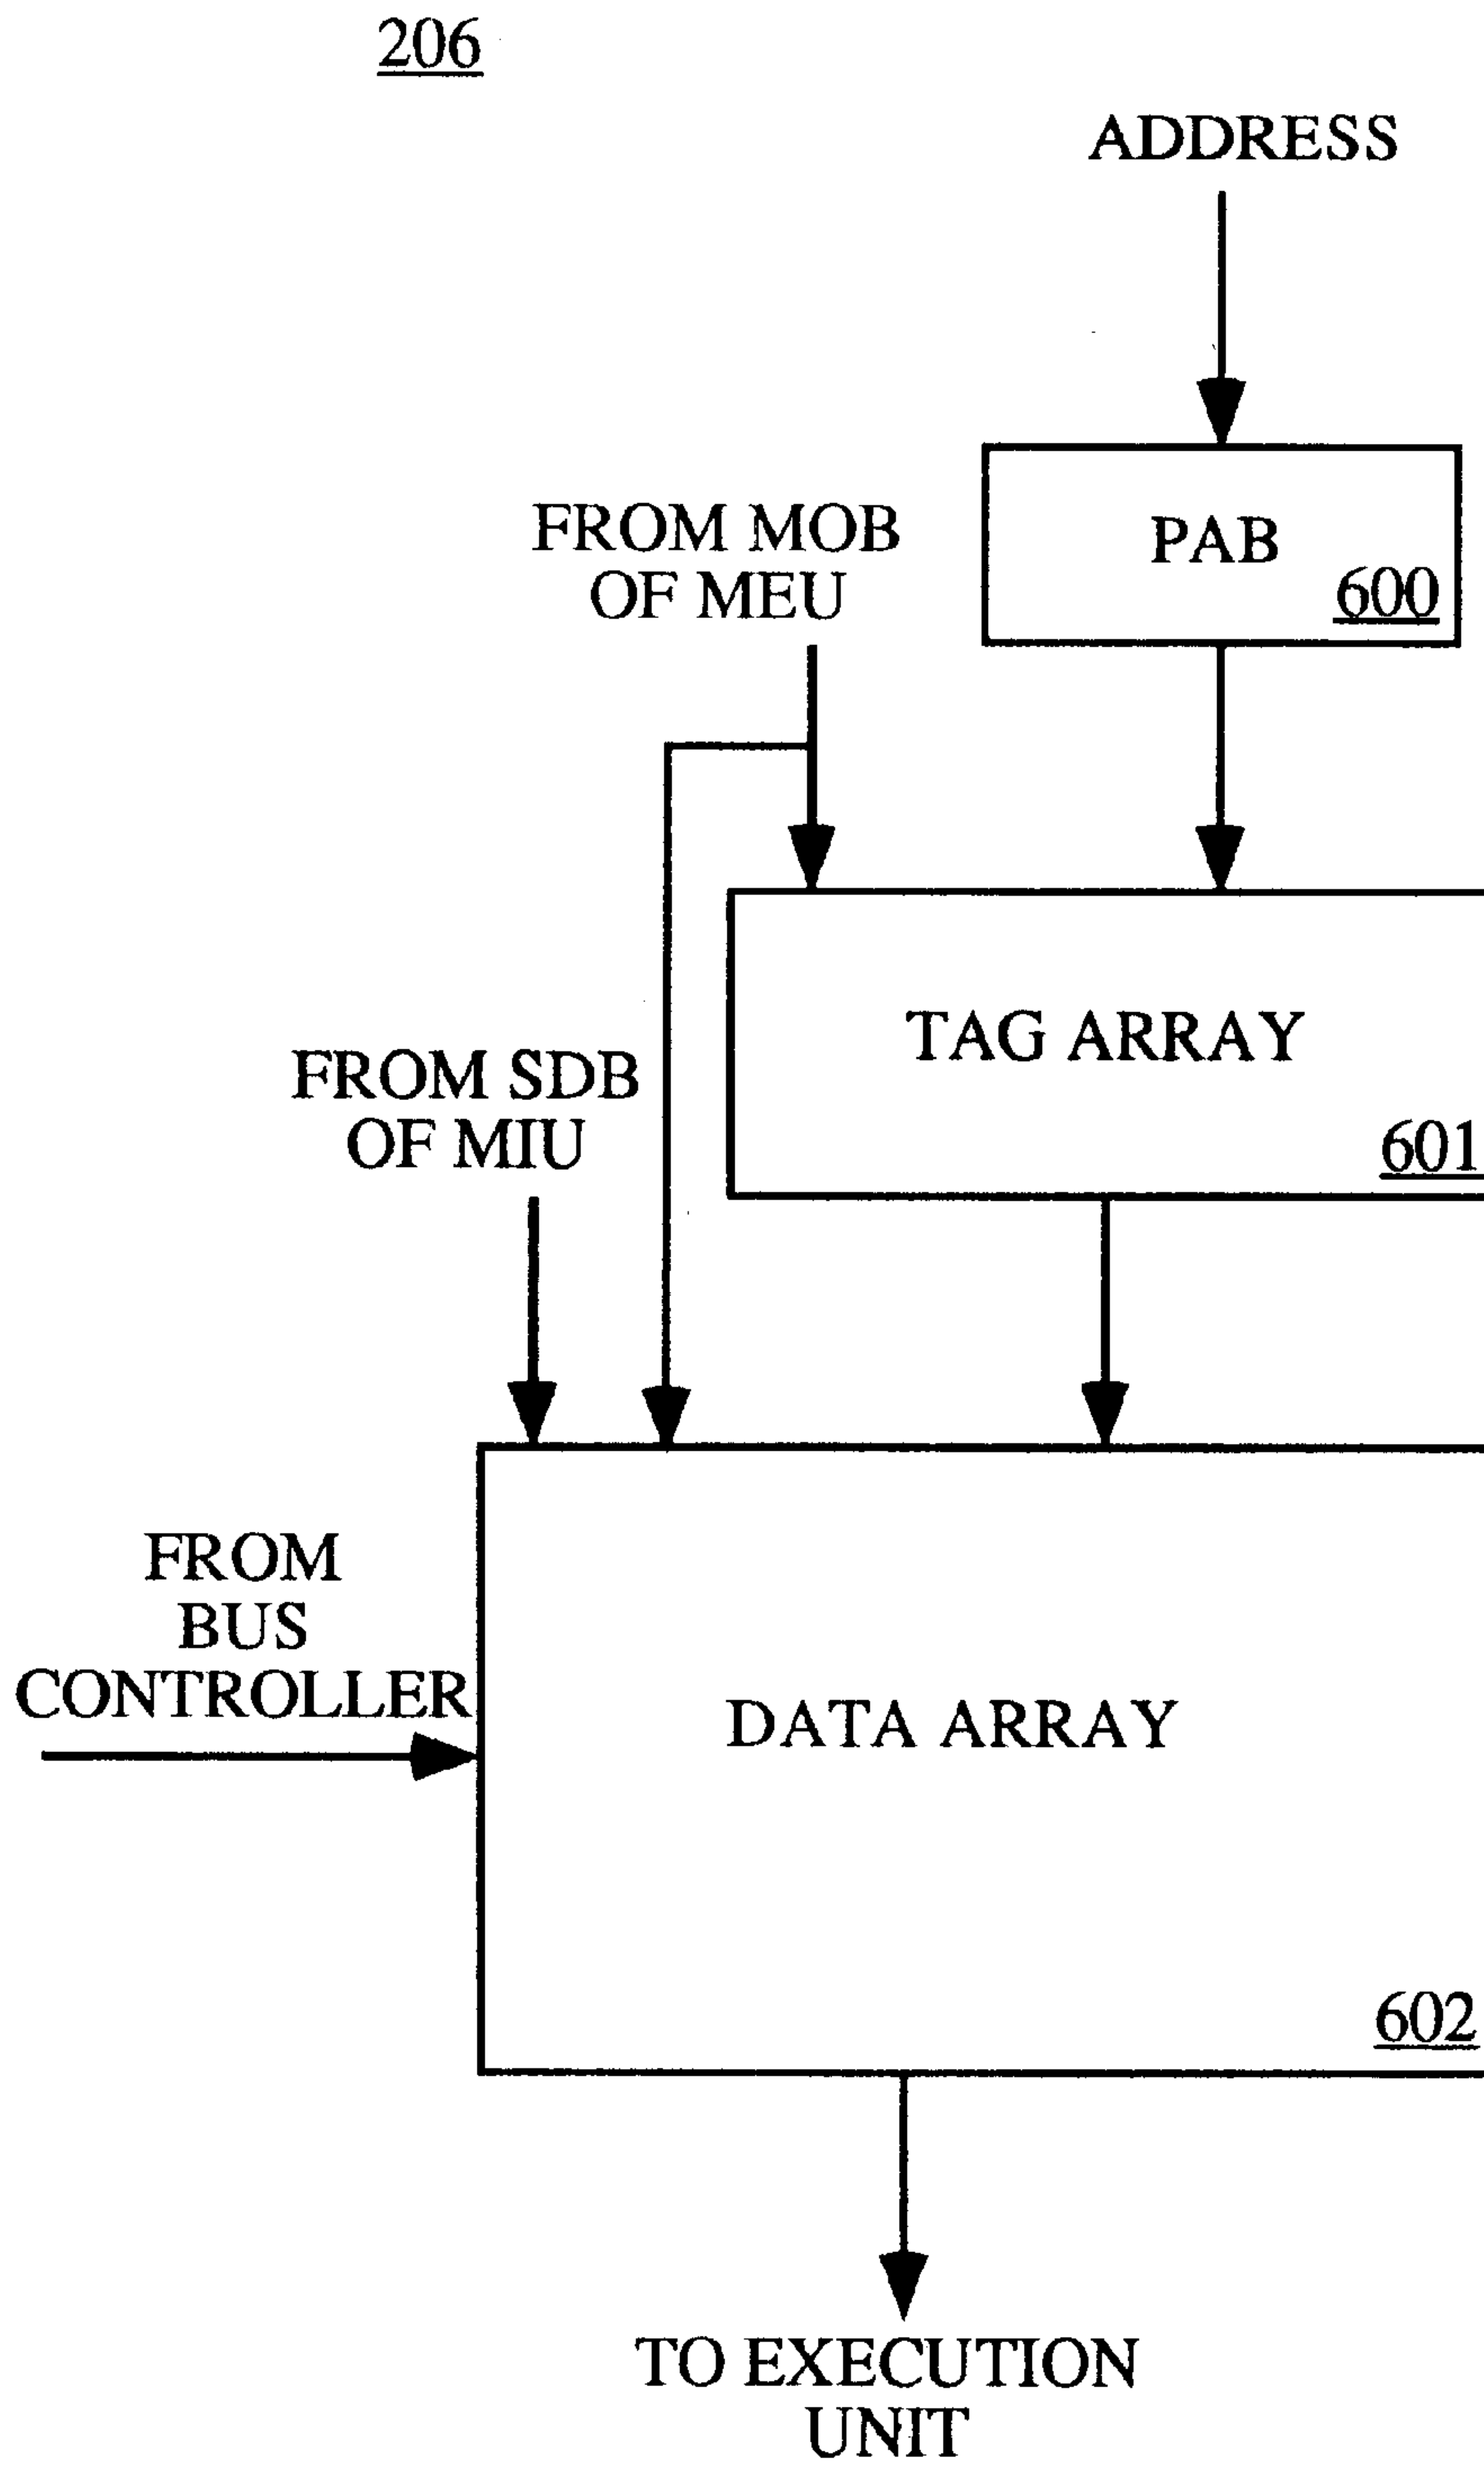 206
ADDRESS
PAB
600
FROM MOB
OF MEU
TAG ARRAY
601
FROM SDB
OF MIU
FROM
BUS
CONTROLLER
DATA ARRAY
602
TO EXECUTION
UNIT